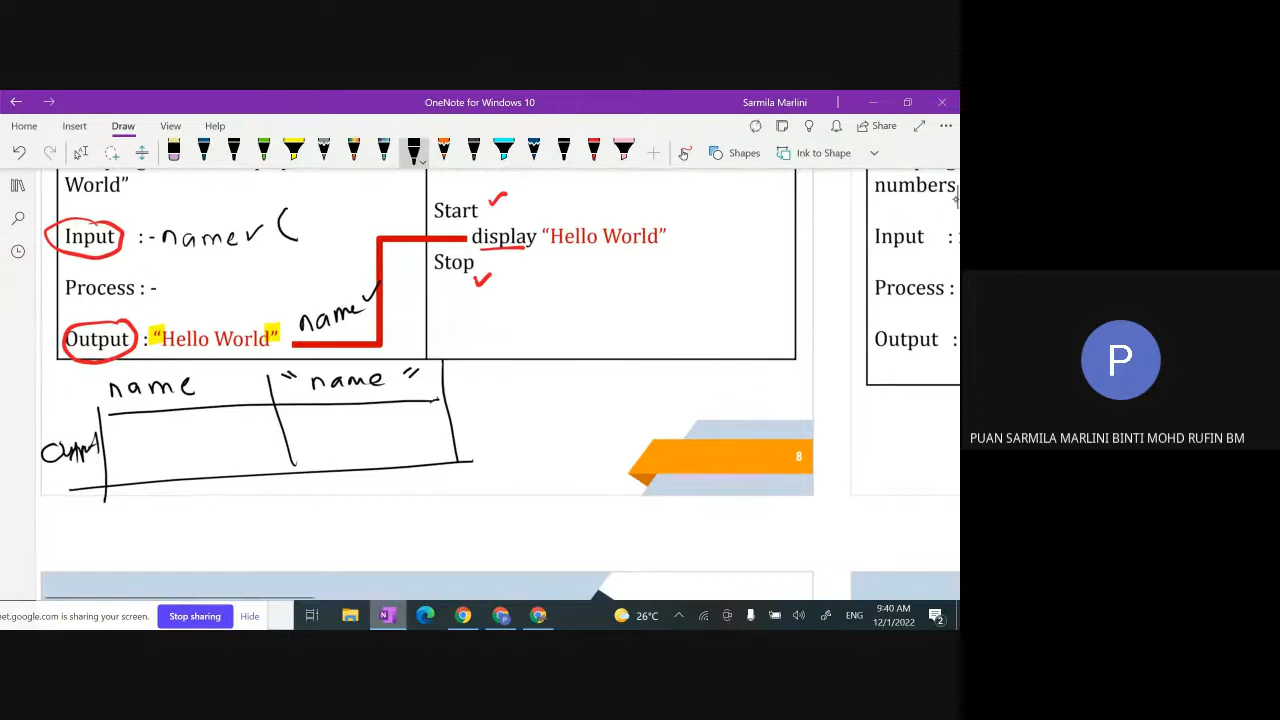 OneNote for Windows 10
Sarmila Marlini
Home
Insert
Draw
View
Help
Share
Shapes
Ink to Shape
World”
Input : - name (
Process : -
Output : “Hello World”
name
Start
display “Hello World”
Stop
name “ name ”
8
numbers
Input :
Process :
Output :
PUAN SARMILA MARLINI BINTI MOHD RUFIN BM
P
eet.google.com is sharing your screen.
Stop sharing
Hide
26°C
ENG
9:40 AM
12/1/2022
2